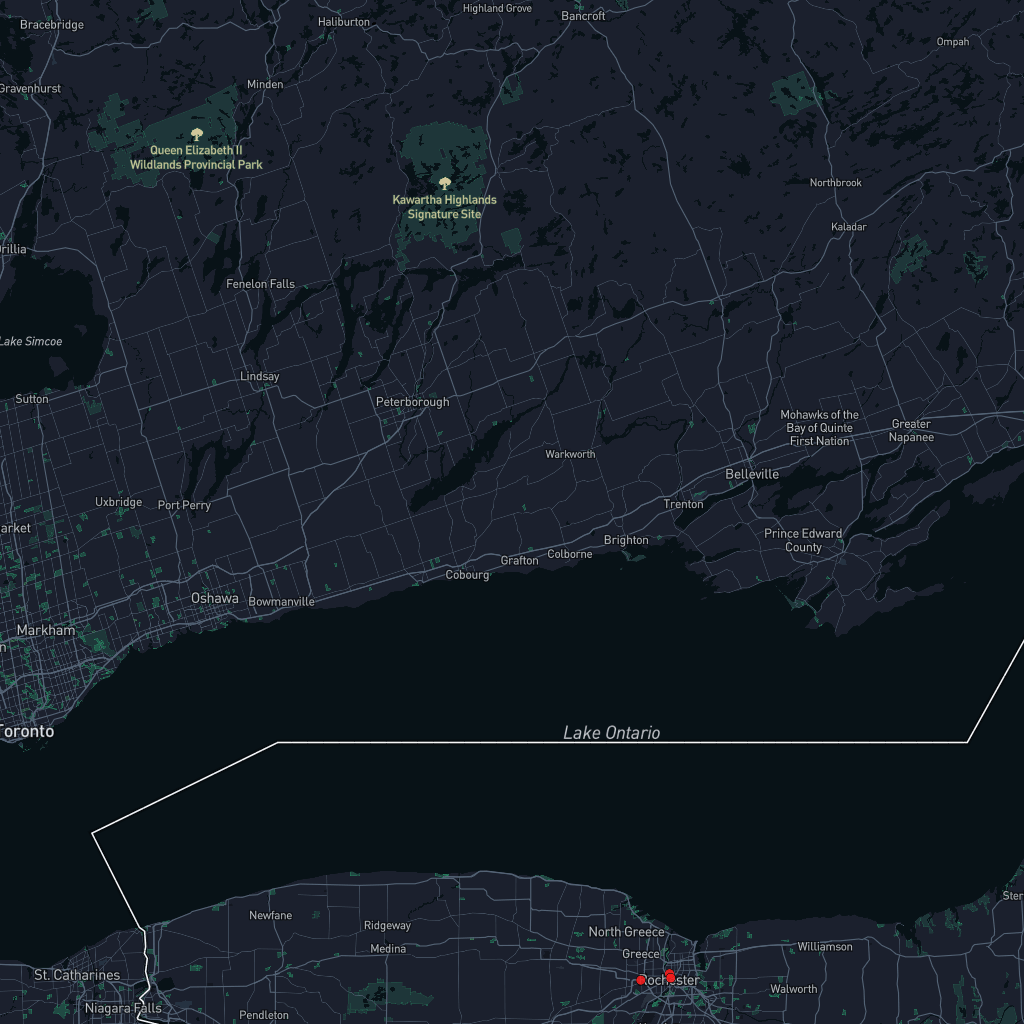 Highland Grove
Bancroft
Haliburton
Bracebridge
Ompah
Minden
Gravenhurst
Queen Elizabeth II
Wildlands Provincial Park
Northbrook
Kawartha Highlands
Signature Site
Kaladar
rillia
Fenelon Falls
Lake Simcoe
Lindsay
Sutton
Peterborough
Mohawks of the
Bay of Quinte
First Nation
Greater
Napanee
Warkworth
Belleville
Uxbridge
Port Perry
Trenton
arket
Prince Edward
County
Brighton
Colborne
Grafton
Cobourg
Oshawa
Bowmanville
Markham
n
Toronto
Lake Ontario
Ster
Newfane
Ridgeway
North Greece
Medina
Greece
Williamson
St. Catharines
Rochester
Walworth
Niagara Falls
Pendleton